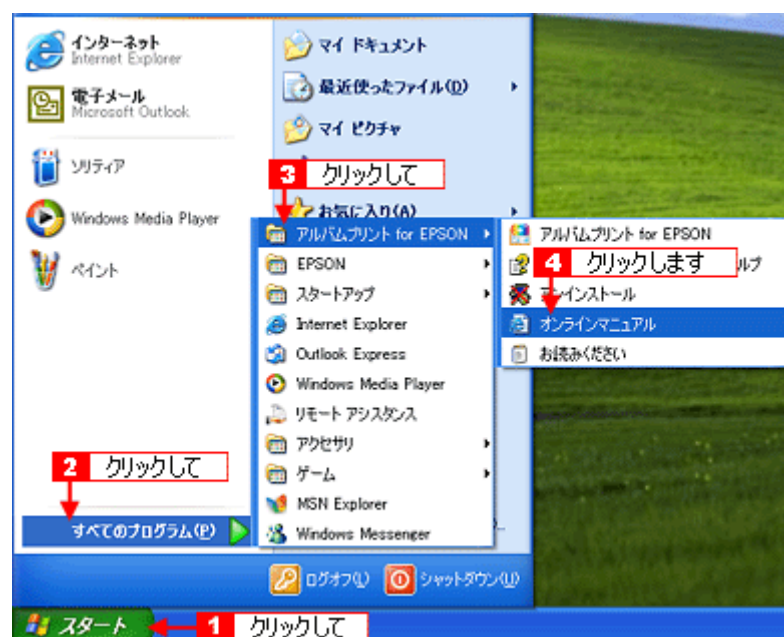 インターネット
Internet Explorer
電子メール
Microsoft Outlook
ソリティア
Windows Media Player
ペイント
マイ ドキュメント
最近使ったファイル(D)
マイ ピクチャ
3 クリックして
お気に入り(A)
アルバムプリント for EPSON
EPSON
スタートアップ
Internet Explorer
Outlook Express
Windows Media Player
リモート アシスタンス
アクセサリ
ゲーム
MSN Explorer
Windows Messenger
アルバムプリント for EPSON
4 クリックします
ルプ
アンインストール
オンラインマニュアル
お読みください
2 クリックして
すべてのプログラム(P)
ログオフ(L)
シャットダウン(U)
スタート
1 クリックして